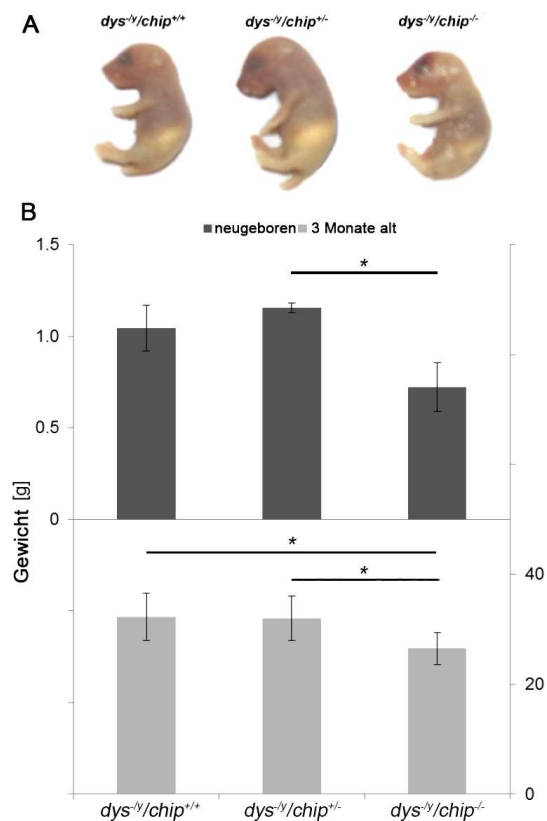 A
dys-/y/chip+/+ dys-/y/chip+/- dys-/y/chip-/-
B
neugeboren 3 Monate alt
1.5
*
1.0
0.5
0
Gewicht [g]
*
*
40
20
0
dys-/y/chip+/+ dys-/y/chip+/- dys-/y/chip-/-